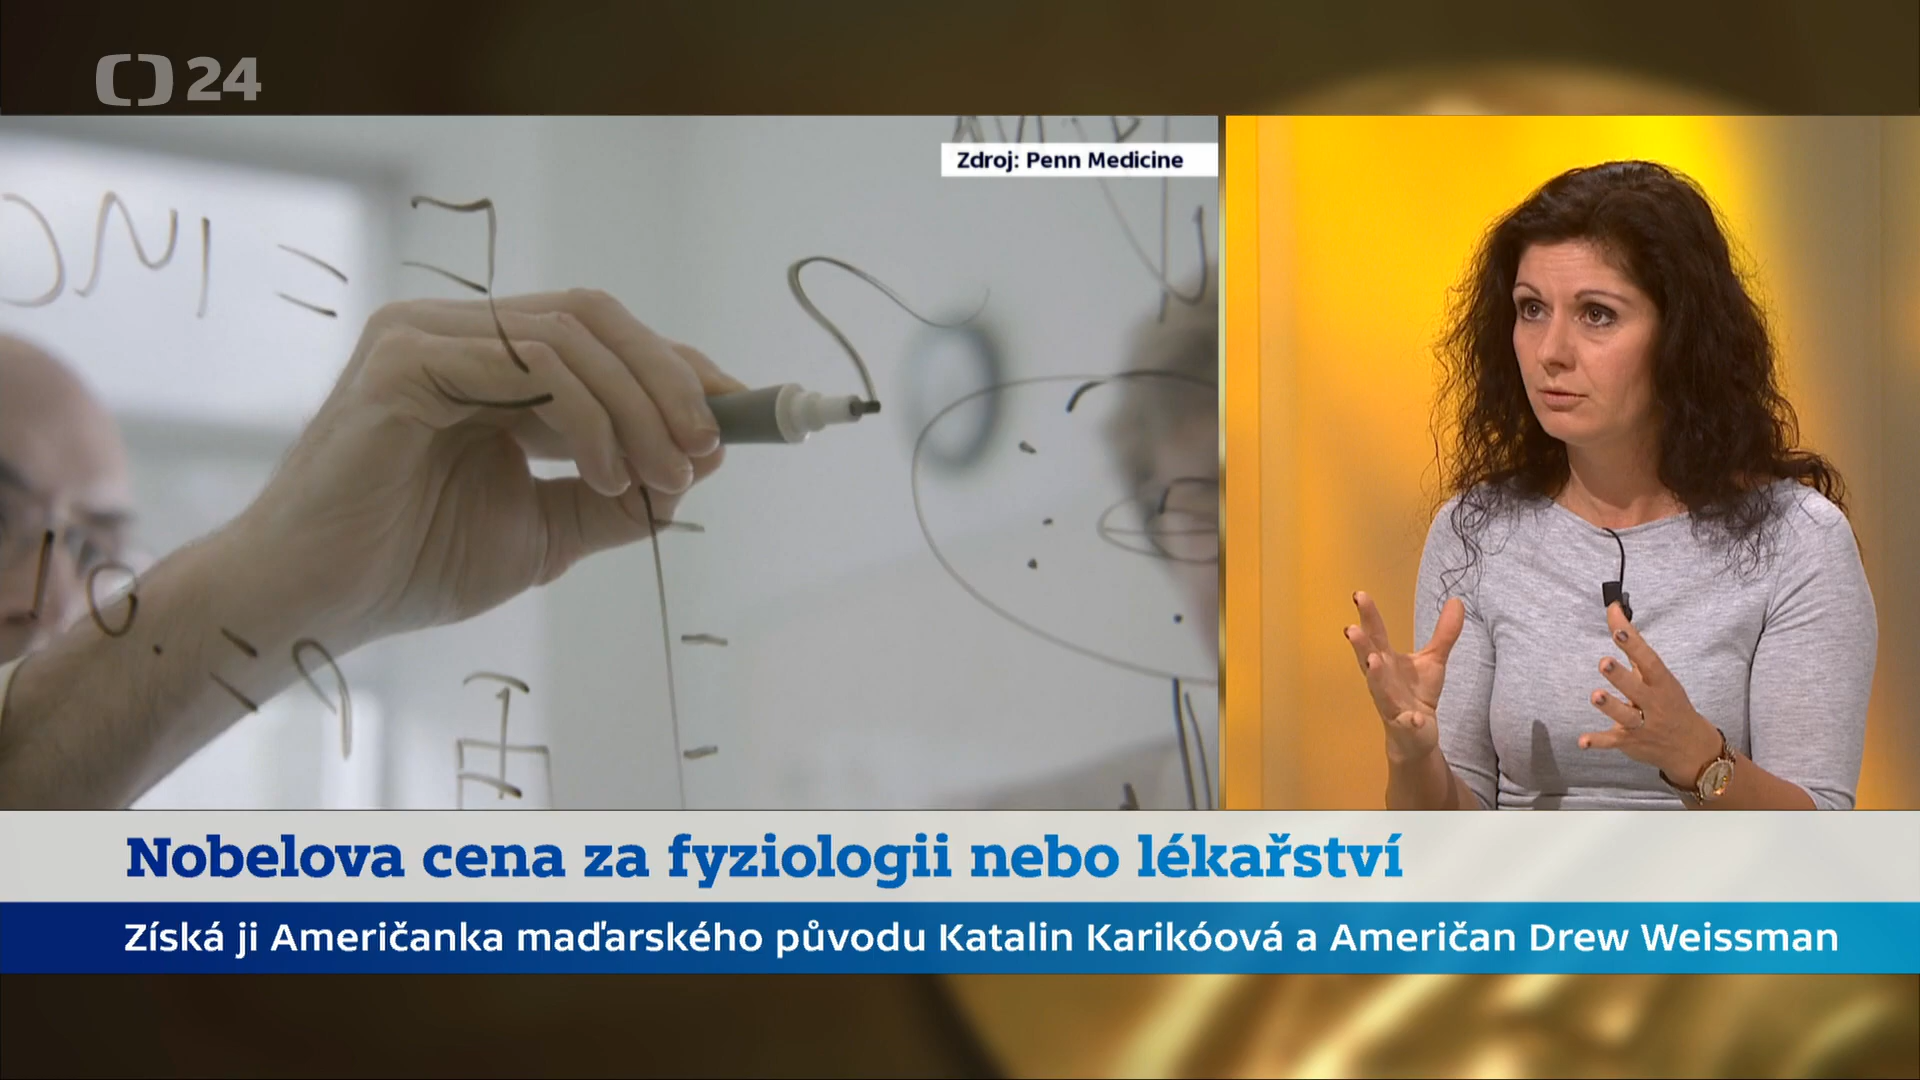 24
Zdroj: Penn Medicine
Nobelova cena za fyziologii nebo lékařství
Získá ji Američanka maďarského původu Katalin Karikóová a Američan Drew Weissman